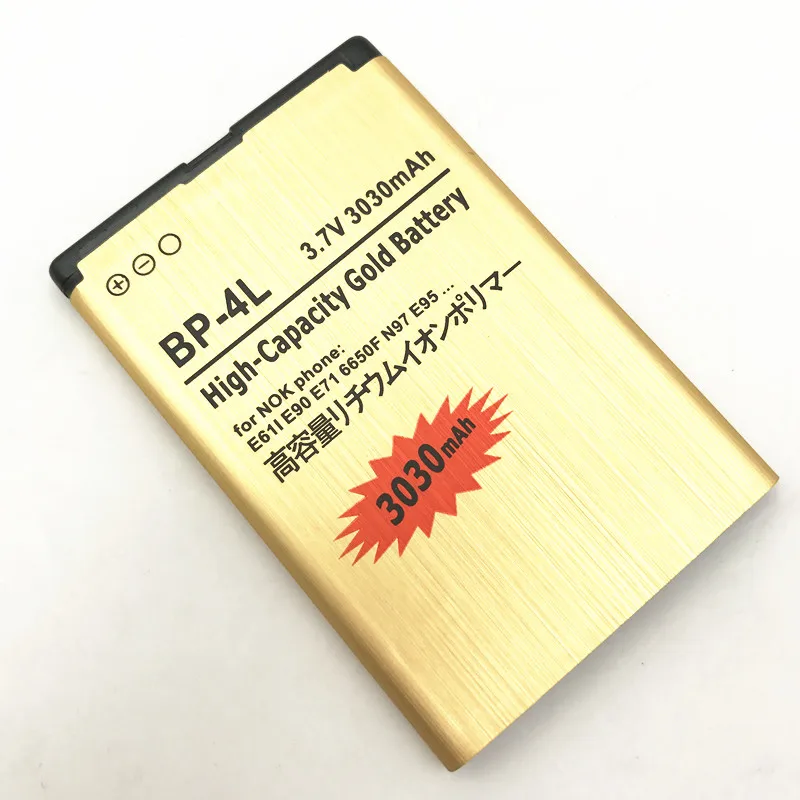 ⊕ ⊖ ○
BP-4L 3.7V 3030mAh
High-Capacity Gold Battery
for NOK phone:
E61I E90 E71 6650F N97 E95 ...
高容量リチウムイオンポリマー
3030mAh